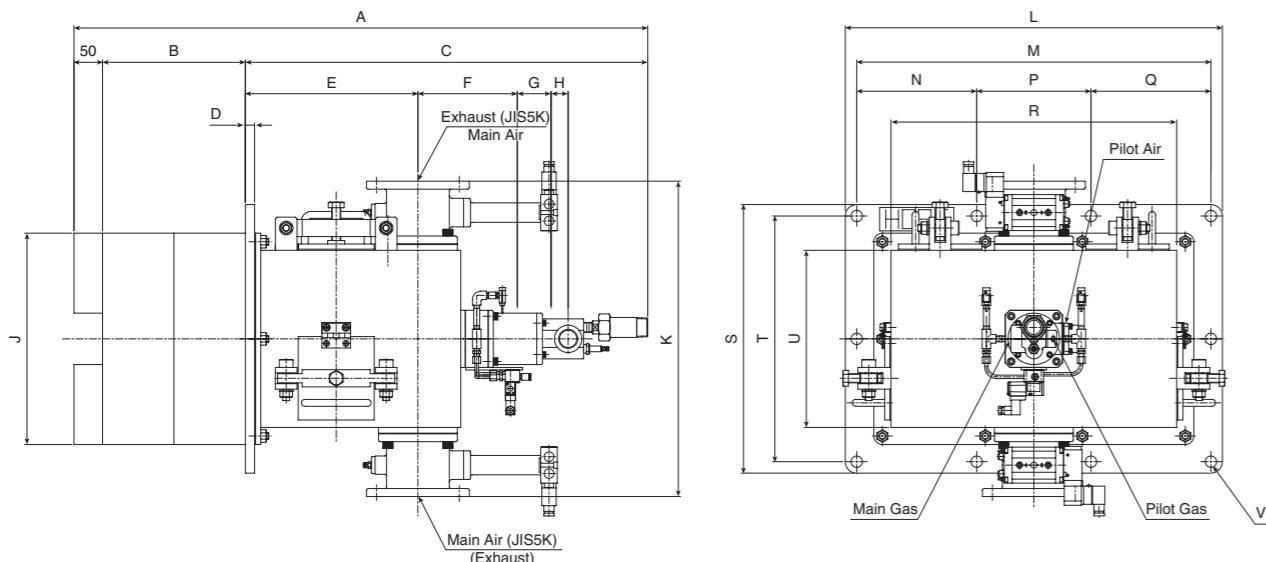 A
50
B
C
E
F
G
H
D
Exhaust (JIS5K)
Main Air
J
K
Main Air (JIS5K)
(Exhaust)
L
M
N
P
Q
R
Pilot Air
S
T
U
Main Gas
Pilot Gas
V